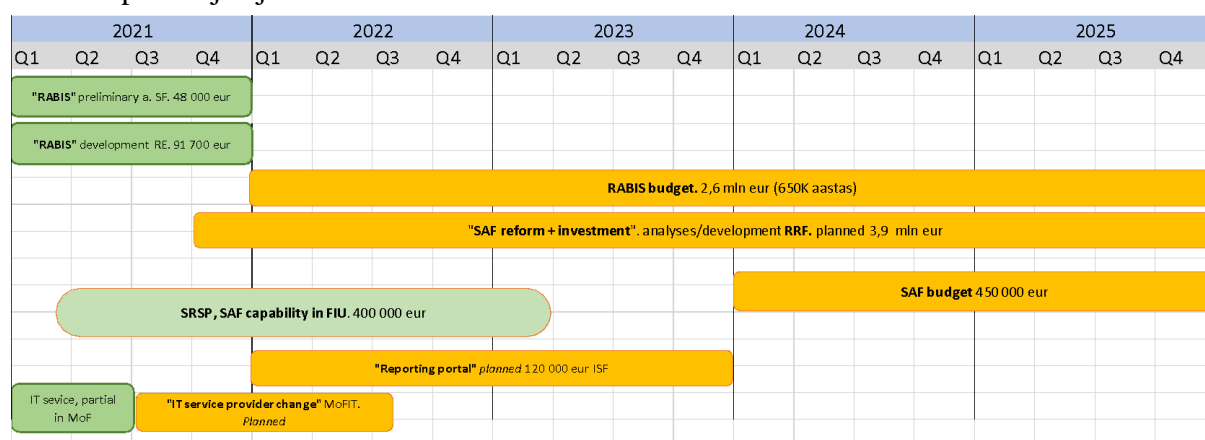 2021 2022 2023 2024 2025
Q1 Q2 Q3 Q4 Q1 Q2 Q3 Q4 Q1 Q2 Q3 Q4 Q1 Q2 Q3 Q4 Q1 Q2 Q3 Q4
"RABIS" preliminary a. SF. 48 000 eur
"RABIS" development RE. 91 700 eur
RABIS budget. 2,6 mln eur (650K aastas)
"SAF reform + investment". analyses/development RRF. planned 3,9 mln eur
SAF budget 450 000 eur
SRSP, SAF capability in FIU. 400 000 eur
"Reporting portal" planned 120 000 eur ISF
IT sevice, partial
in MoF
"IT service provider change" MoFIT.
Planned